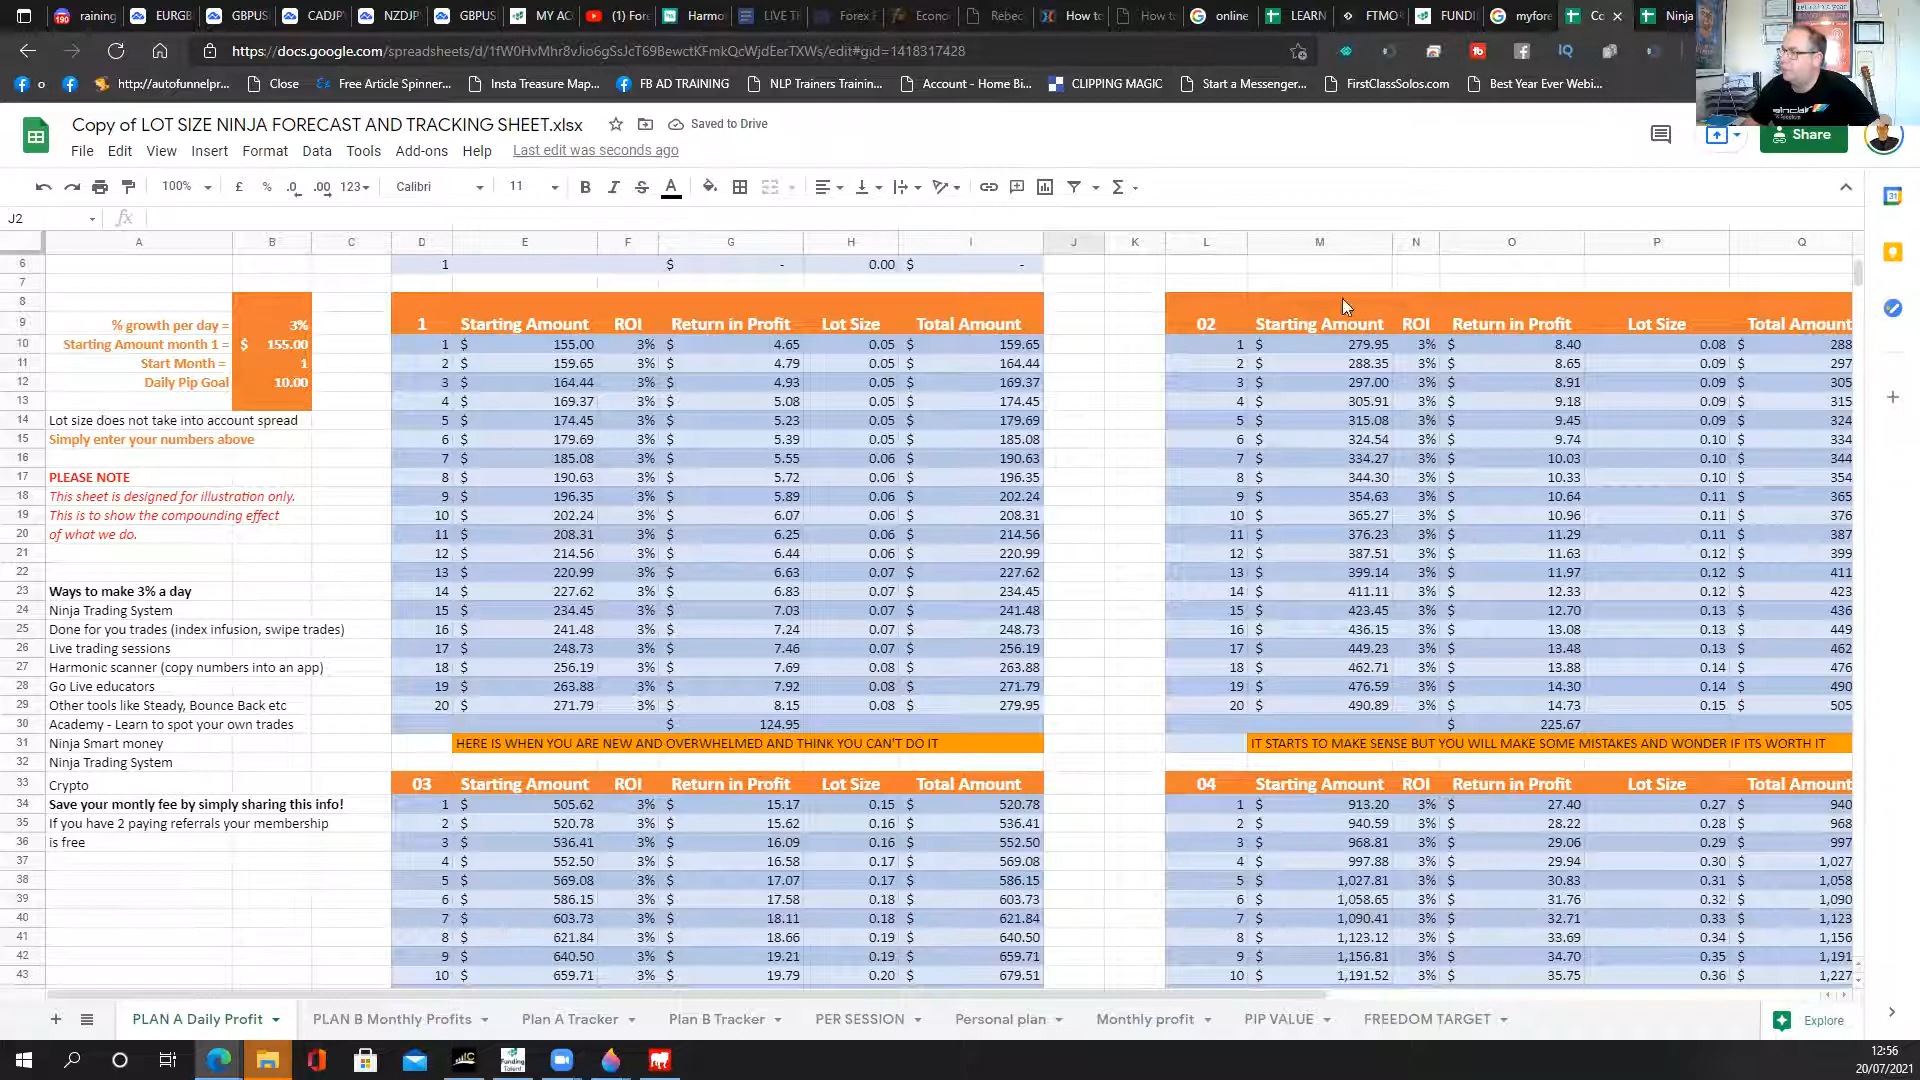 raining EURGB GBPUS CADJP NZDJP GBPUS MY AC (1) For Harmo LIVE T Forex Econo Rebec How to How to online LEARN FTMO FUNDI myfore Co Ninja
https://docs.google.com/spreadsheets/d/1fW0HvMhr8vJio6gSsJcT69BewctKFmkQcWjdEerTXWs/edit#gid=1418317428
o http://autofunnelpr... Close Free Article Spinner... Insta Treasure Map... FB AD TRAINING NLP Trainers Trainin... Account - Home Bi... CLIPPING MAGIC Start a Messenger... FirstClassSolos.com Best Year Ever Webi...
Copy of LOT SIZE NINJA FORECAST AND TRACKING SHEET.xlsx Saved to Drive Share
File Edit View Insert Format Data Tools Add-ons Help Last edit was seconds ago
100% £ % .0 .00 123 Calibri 11 B I S A
J2 fx
A B C D E F G H I J K L M N O P Q
6 1 $ - 0.00 $ -
7
8
9 % growth per day = 3% 1 Starting Amount ROI Return in Profit Lot Size Total Amount 02 Starting Amount ROI Return in Profit Lot Size Total Amount
10 Starting Amount month 1 = $ 155.00 1 $ 155.00 3% $ 4.65 0.05 $ 159.65 1 $ 279.95 3% $ 8.40 0.08 $ 288
11 Start Month = 1 2 $ 159.65 3% $ 4.79 0.05 $ 164.44 2 $ 288.35 3% $ 8.65 0.09 $ 297
12 Daily Pip Goal 10.00 3 $ 164.44 3% $ 4.93 0.05 $ 169.37 3 $ 297.00 3% $ 8.91 0.09 $ 305
13 4 $ 169.37 3% $ 5.08 0.05 $ 174.45 4 $ 305.91 3% $ 9.18 0.09 $ 315
14 Lot size does not take into account spread 5 $ 174.45 3% $ 5.23 0.05 $ 179.69 5 $ 315.08 3% $ 9.45 0.09 $ 324
15 Simply enter your numbers above 6 $ 179.69 3% $ 5.39 0.05 $ 185.08 6 $ 324.54 3% $ 9.74 0.10 $ 334
16 7 $ 185.08 3% $ 5.55 0.06 $ 190.63 7 $ 334.27 3% $ 10.03 0.10 $ 344
17 PLEASE NOTE 8 $ 190.63 3% $ 5.72 0.06 $ 196.35 8 $ 344.30 3% $ 10.33 0.10 $ 354
18 This sheet is designed for illustration only. 9 $ 196.35 3% $ 5.89 0.06 $ 202.24 9 $ 354.63 3% $ 10.64 0.11 $ 365
19 This is to show the compounding effect 10 $ 202.24 3% $ 6.07 0.06 $ 208.31 10 $ 365.27 3% $ 10.96 0.11 $ 376
20 of what we do. 11 $ 208.31 3% $ 6.25 0.06 $ 214.56 11 $ 376.23 3% $ 11.29 0.11 $ 387
21 12 $ 214.56 3% $ 6.44 0.06 $ 220.99 12 $ 387.51 3% $ 11.63 0.12 $ 399
22 13 $ 220.99 3% $ 6.63 0.07 $ 227.62 13 $ 399.14 3% $ 11.97 0.12 $ 411
23 Ways to make 3% a day 14 $ 227.62 3% $ 6.83 0.07 $ 234.45 14 $ 411.11 3% $ 12.33 0.12 $ 423
24 Ninja Trading System 15 $ 234.45 3% $ 7.03 0.07 $ 241.48 15 $ 423.45 3% $ 12.70 0.13 $ 436
25 Done for you trades (index infusion, swipe trades) 16 $ 241.48 3% $ 7.24 0.07 $ 248.73 16 $ 436.15 3% $ 13.08 0.13 $ 449
26 Live trading sessions 17 $ 248.73 3% $ 7.46 0.07 $ 256.19 17 $ 449.23 3% $ 13.48 0.13 $ 462
27 Harmonic scanner (copy numbers into an app) 18 $ 256.19 3% $ 7.69 0.08 $ 263.88 18 $ 462.71 3% $ 13.88 0.14 $ 476
28 Go Live educators 19 $ 263.88 3% $ 7.92 0.08 $ 271.79 19 $ 476.59 3% $ 14.30 0.14 $ 490
29 Other tools like Steady, Bounce Back etc 20 $ 271.79 3% $ 8.15 0.08 $ 279.95 20 $ 490.89 3% $ 14.73 0.15 $ 505
30 Academy - Learn to spot your own trades $ 124.95 $ 225.67
31 Ninja Smart money HERE IS WHEN YOU ARE NEW AND OVERWHELMED AND THINK YOU CAN'T DO IT IT STARTS TO MAKE SENSE BUT YOU WILL MAKE SOME MISTAKES AND WONDER IF ITS WORTH IT
32 Ninja Trading System
33 Crypto 03 Starting Amount ROI Return in Profit Lot Size Total Amount 04 Starting Amount ROI Return in Profit Lot Size Total Amount
34 Save your montly fee by simply sharing this info! 1 $ 505.62 3% $ 15.17 0.15 $ 520.78 1 $ 913.20 3% $ 27.40 0.27 $ 940
35 If you have 2 paying referrals your membership 2 $ 520.78 3% $ 15.62 0.16 $ 536.41 2 $ 940.59 3% $ 28.22 0.28 $ 968
36 is free 3 $ 536.41 3% $ 16.09 0.16 $ 552.50 3 $ 968.81 3% $ 29.06 0.29 $ 997
37 4 $ 552.50 3% $ 16.58 0.17 $ 569.08 4 $ 997.88 3% $ 29.94 0.30 $ 1,027
38 5 $ 569.08 3% $ 17.07 0.17 $ 586.15 5 $ 1,027.81 3% $ 30.83 0.31 $ 1,058
39 6 $ 586.15 3% $ 17.58 0.18 $ 603.73 6 $ 1,058.65 3% $ 31.76 0.32 $ 1,090
40 7 $ 603.73 3% $ 18.11 0.18 $ 621.84 7 $ 1,090.41 3% $ 32.71 0.33 $ 1,123
41 8 $ 621.84 3% $ 18.66 0.19 $ 640.50 8 $ 1,123.12 3% $ 33.69 0.34 $ 1,156
42 9 $ 640.50 3% $ 19.21 0.19 $ 659.71 9 $ 1,156.81 3% $ 34.70 0.35 $ 1,191
43 10 $ 659.71 3% $ 19.79 0.20 $ 679.51 10 $ 1,191.52 3% $ 35.75 0.36 $ 1,227
PLAN A Daily Profit PLAN B Monthly Profits Plan A Tracker Plan B Tracker PER SESSION Personal plan Monthly profit PIP VALUE FREEDOM TARGET Explore
12:56
20/07/2021